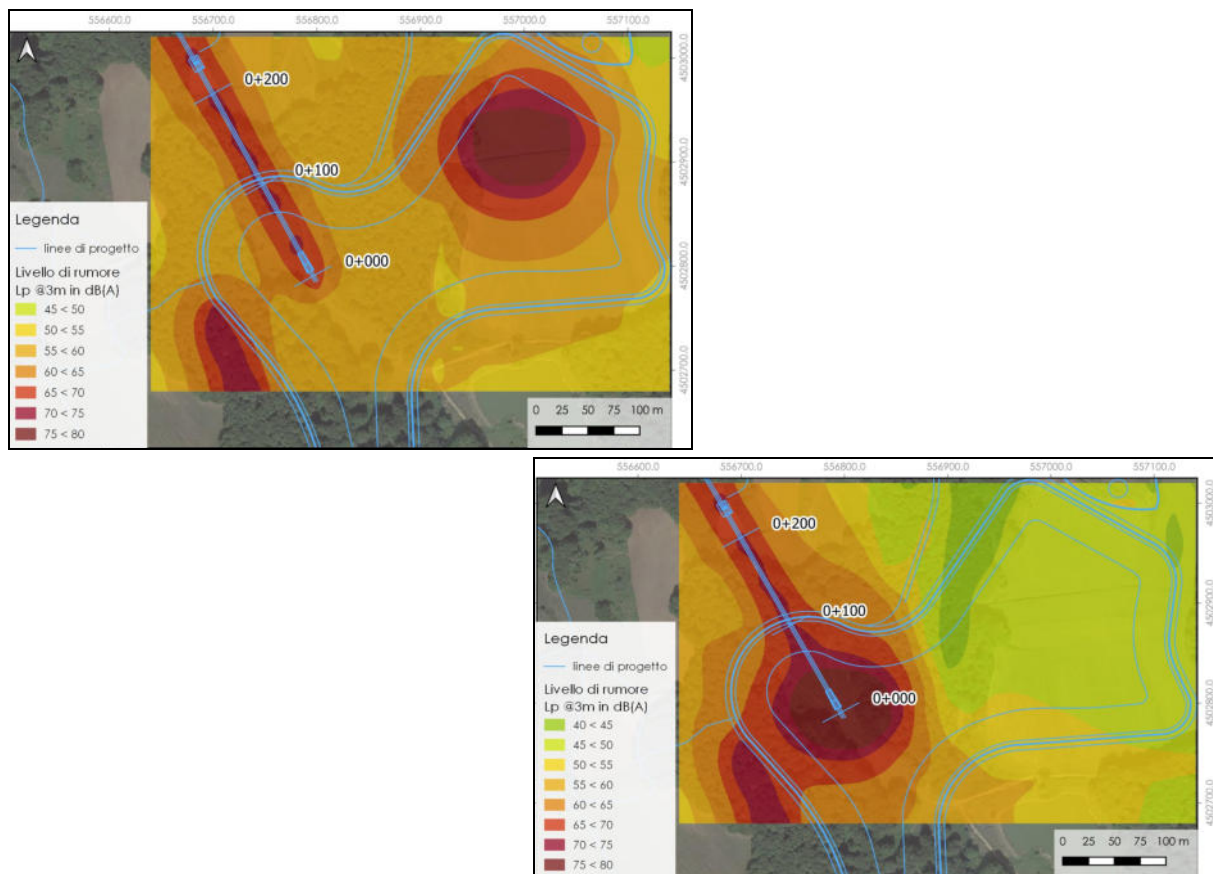 556600.0 556700.0 556800.0 556900.0 557000.0 557100.0
4503000.0
0+200
0+100
4502900.0
Legenda
linee di progetto
0+000
4502800.0
Livello di rumore
Lp @3m in dB(A)
45 < 50
50 < 55
55 < 60
60 < 65
4502700.0
65 < 70
70 < 75
75 < 80
0 25 50 75 100 m
556600.0 556700.0 556800.0 556900.0 557000.0 557100.0
4503000.0
0+200
0+100
4502900.0
Legenda
linee di progetto
0+000
4502800.0
Livello di rumore
Lp @3m in dB(A)
40 < 45
45 < 50
50 < 55
55 < 60
60 < 65
4502700.0
65 < 70
70 < 75
75 < 80
0 25 50 75 100 m